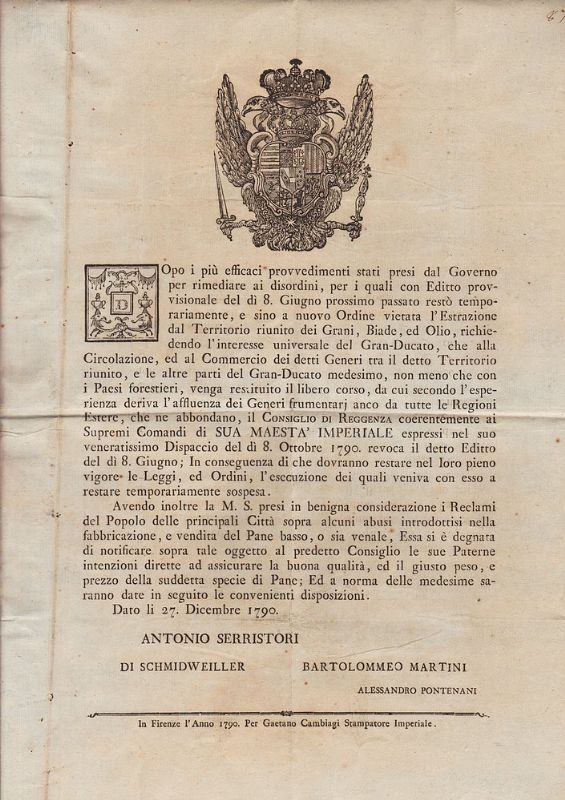 87
DOpo i più efficaci provvedimenti stati presi dal Governo
per rimediare ai disordini, per i quali con Editto prov-
visionale del dì 8. Giugno prossimo passato restò tempo-
rariamente, e sino a nuovo Ordine vietata l'Estrazione
dal Territorio riunito dei Grani, Biade, ed Olio, richie-
dendo l'interesse universale del Gran-Ducato, che alla
Circolazione, ed al Commercio dei detti Generi tra il detto Territorio
riunito, e le altre parti del Gran-Ducato medesimo, non meno che con
i Paesi forestieri, venga restituito il libero corso, da cui secondo l'espe-
rienza deriva l'affluenza dei Generi frumentarj anco da tutte le Regioni
Estere, che ne abbondano, il CONSIGLIO DI REGGENZA coerentemente ai
Supremi Comandi di SUA MAESTA' IMPERIALE espressi nel suo
veneratissimo Dispaccio del dì 8. Ottobre 1790. revoca il detto Editto
del dì 8. Giugno; In conseguenza di che dovranno restare nel loro pieno
vigore le Leggi, ed Ordini, l'esecuzione dei quali veniva con esso a
restare temporariamente sospesa.
Avendo inoltre la M. S. presi in benigna considerazione i Reclami
del Popolo delle principali Città sopra alcuni abusi introdottisi nella
fabbricazione, e vendita del Pane basso, o sia venale, Essa si è degnata
di notificare sopra tale oggetto al predetto Consiglio le sue Paterne
intenzioni dirette ad assicurare la buona qualità, ed il giusto peso, e
prezzo della suddetta specie di Pane; Ed a norma delle medesime sa-
ranno date in seguito le convenienti disposizioni.
Dato li 27. Dicembre 1790.
ANTONIO SERRISTORI
DI SCHMIDWEILLER BARTOLOMMEO MARTINI
ALESSANDRO PONTENANI
In Firenze l'Anno 1790. Per Gaetano Cambiagi Stampatore Imperiale.